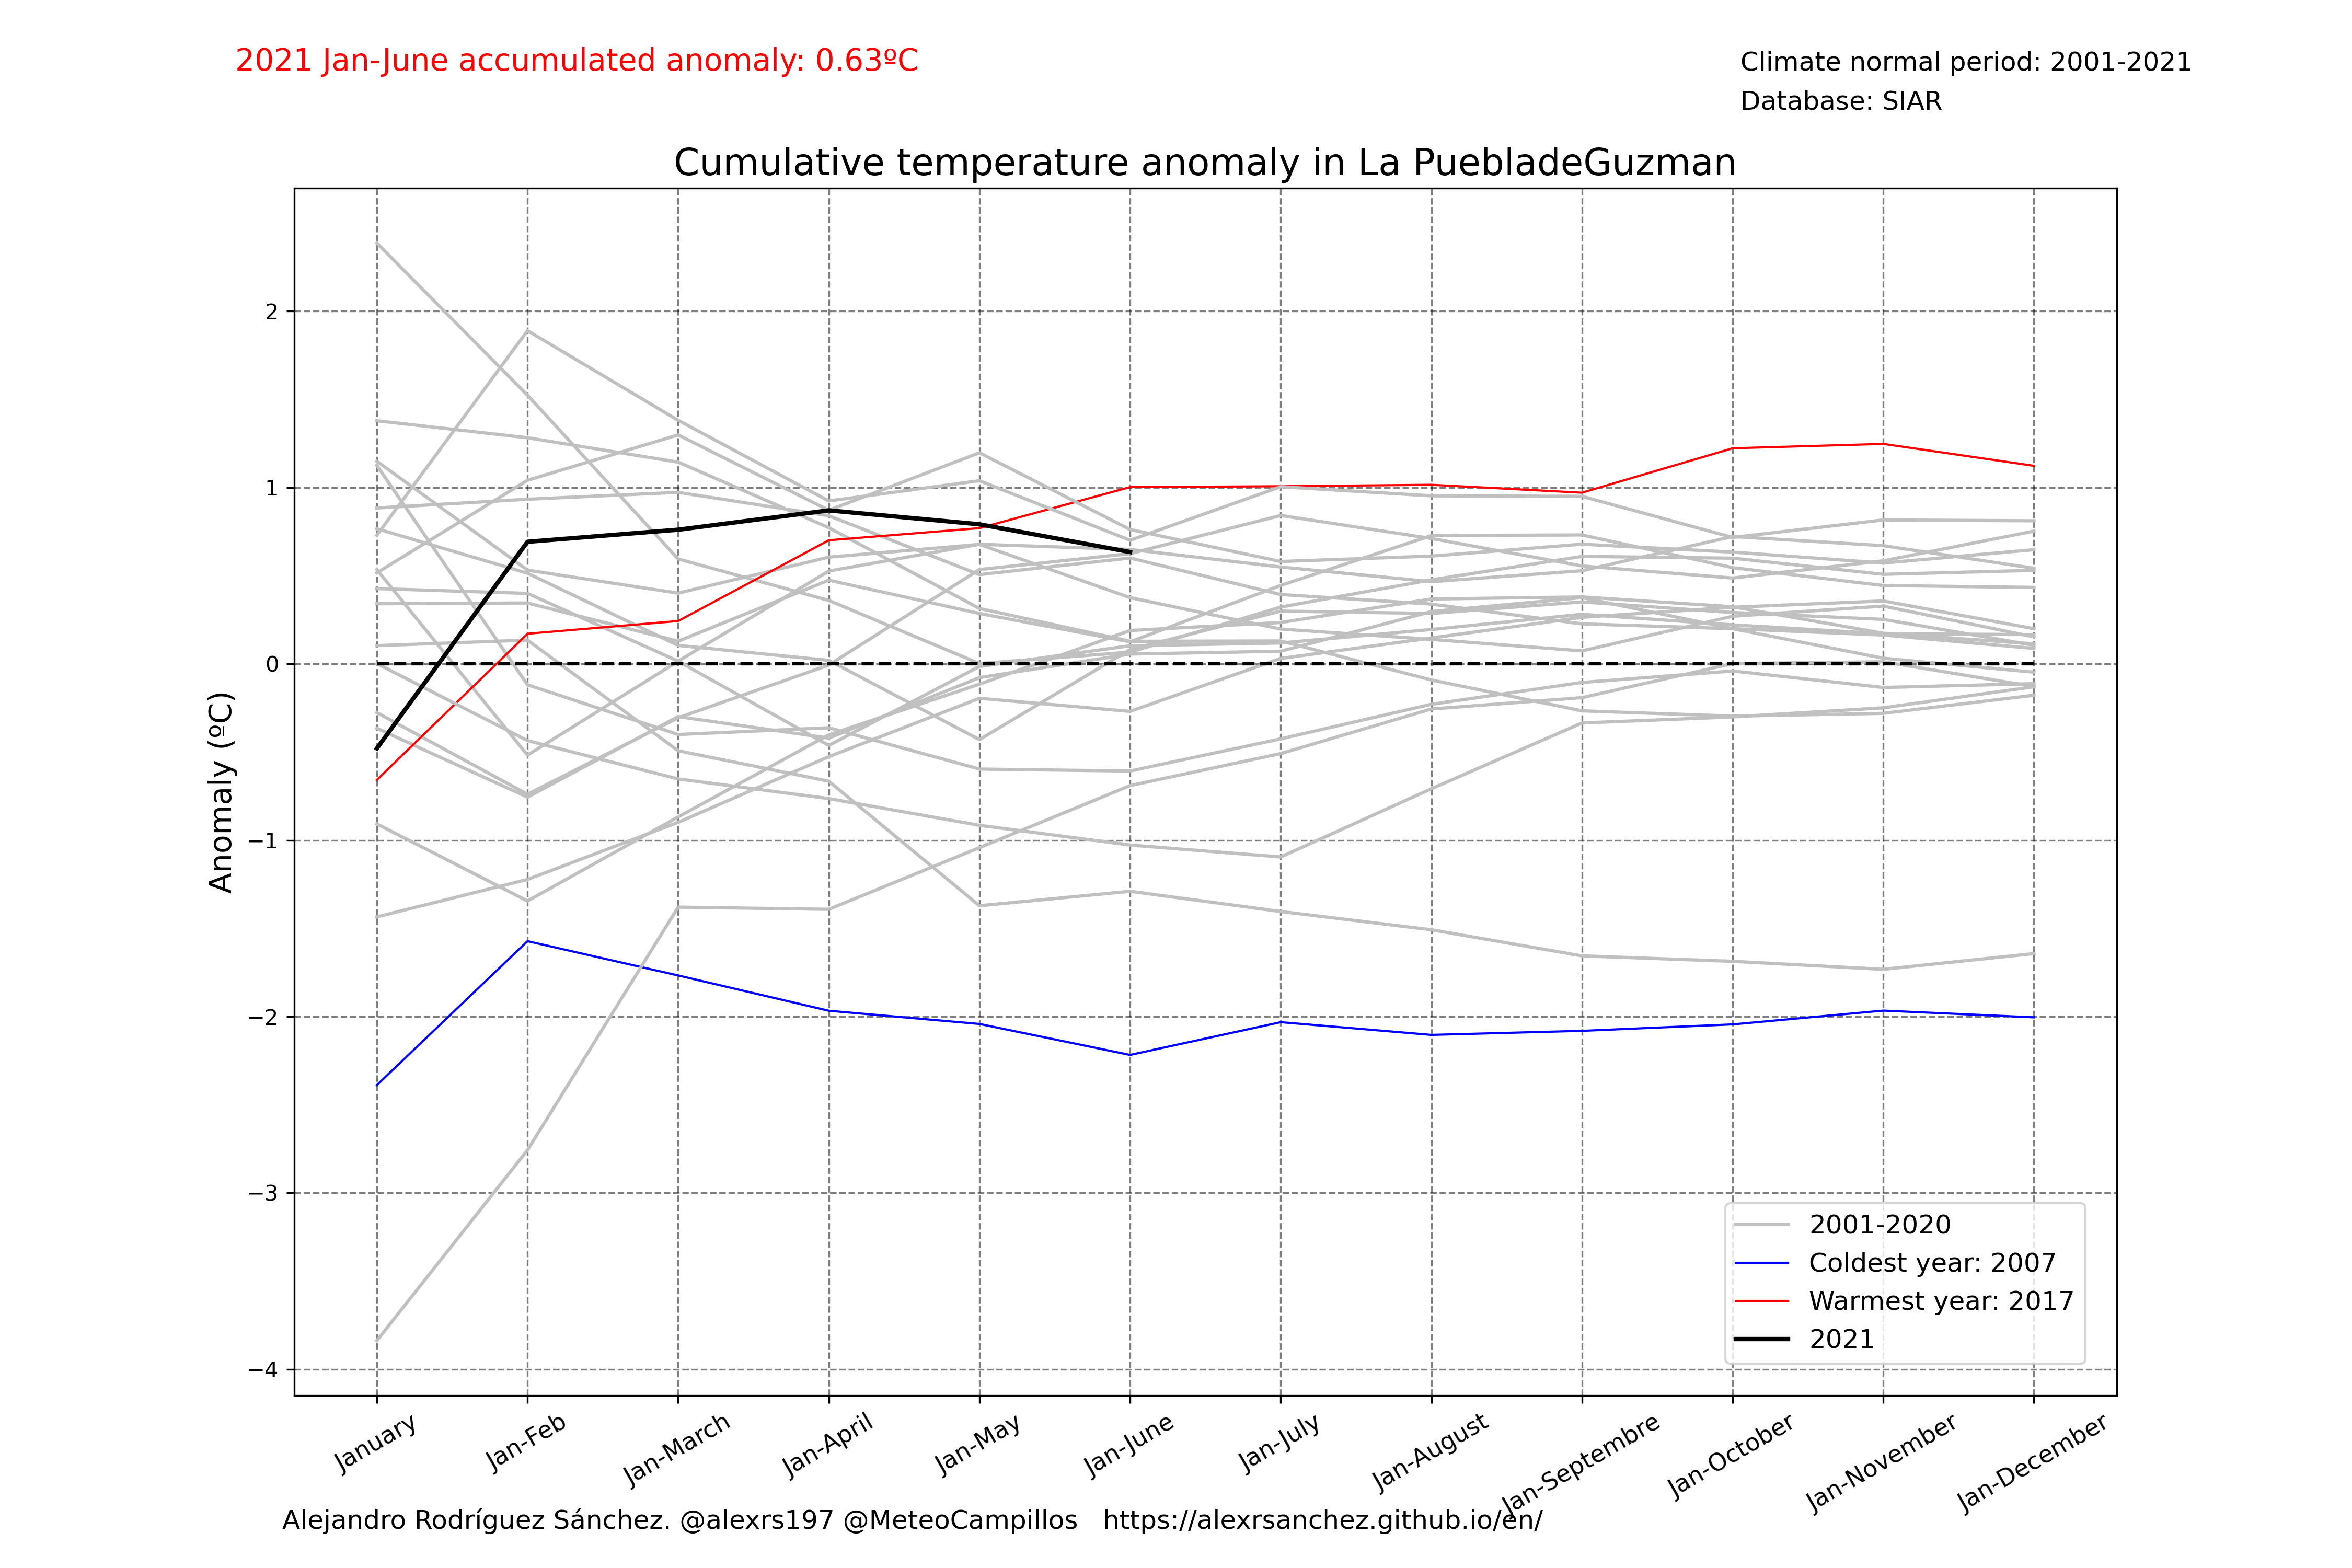 2021 Jan-June accumulated anomaly: 0.63ºC
Climate normal period: 2001-2021
Database: SIAR
Cumulative temperature anomaly in La PuebladeGuzman
Anomaly (ºC)
2
1
0
−1
−2
−3
−4
2001-2020
Coldest year: 2007
Warmest year: 2017
2021
January
Jan-Feb
Jan-March
Jan-April
Jan-May
Jan-June
Jan-July
Jan-August
Jan-Septembre
Jan-October
Jan-November
Jan-December
Alejandro Rodríguez Sánchez. @alexrs197 @MeteoCampillos   https://alexrsanchez.github.io/en/